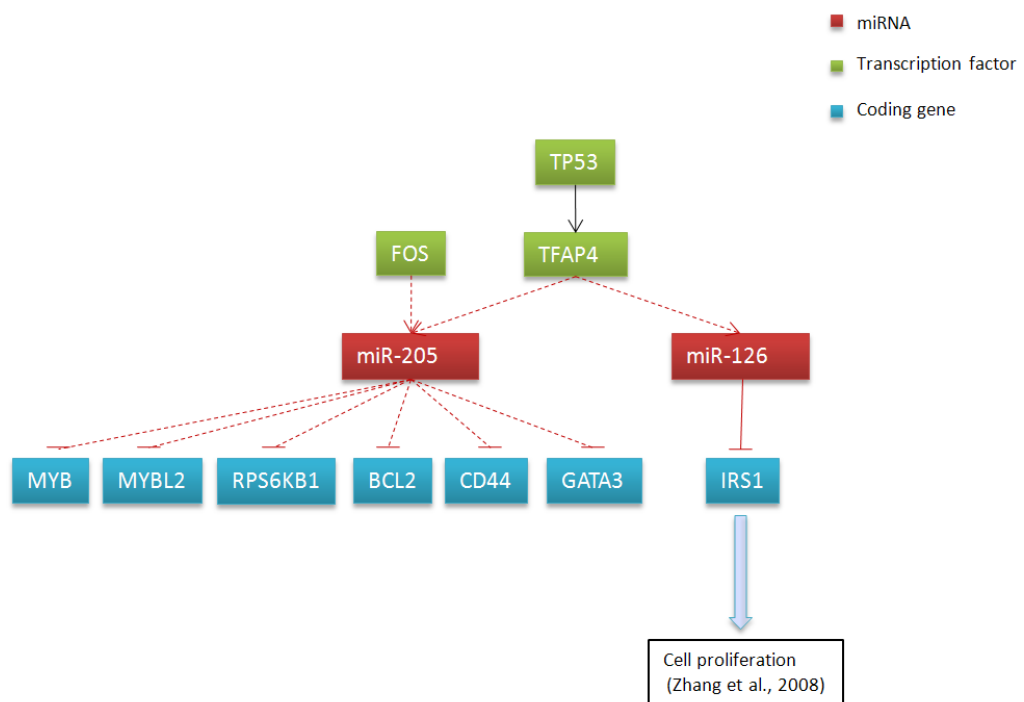 miRNA
Transcription factor
Coding gene
TP53
FOS
TFAP4
miR-205
miR-126
MYB
MYBL2
RPS6KB1
BCL2
CD44
GATA3
IRS1
Cell proliferation
(Zhang et al., 2008)